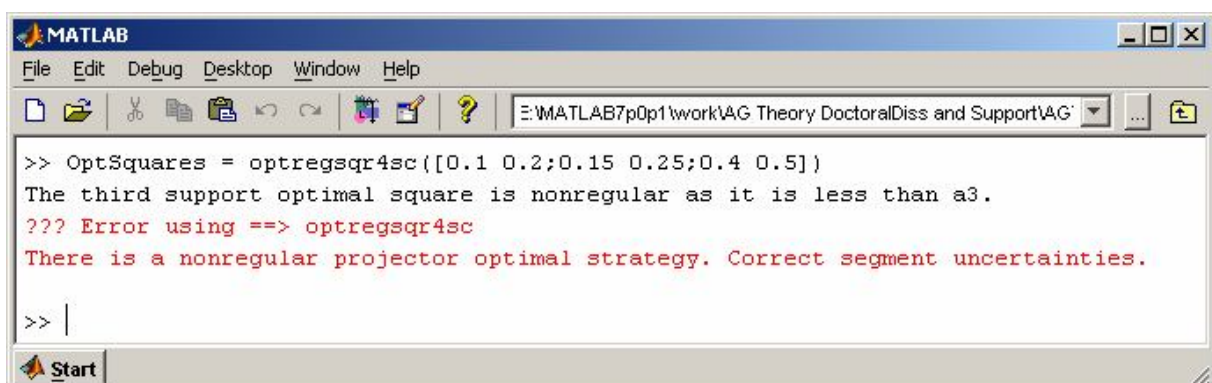 MATLAB
File Edit Debug Desktop Window Help
E:\MATLAB7p0p1\work\AG Theory DoctoralDiss and Support\AG
...
>> OptSquares = optregsqr4sc([0.1 0.2;0.15 0.25;0.4 0.5])
The third support optimal square is nonregular as it is less than a3.
??? Error using ==> optregsqr4sc
There is a nonregular projector optimal strategy. Correct segment uncertainties.
>>
Start